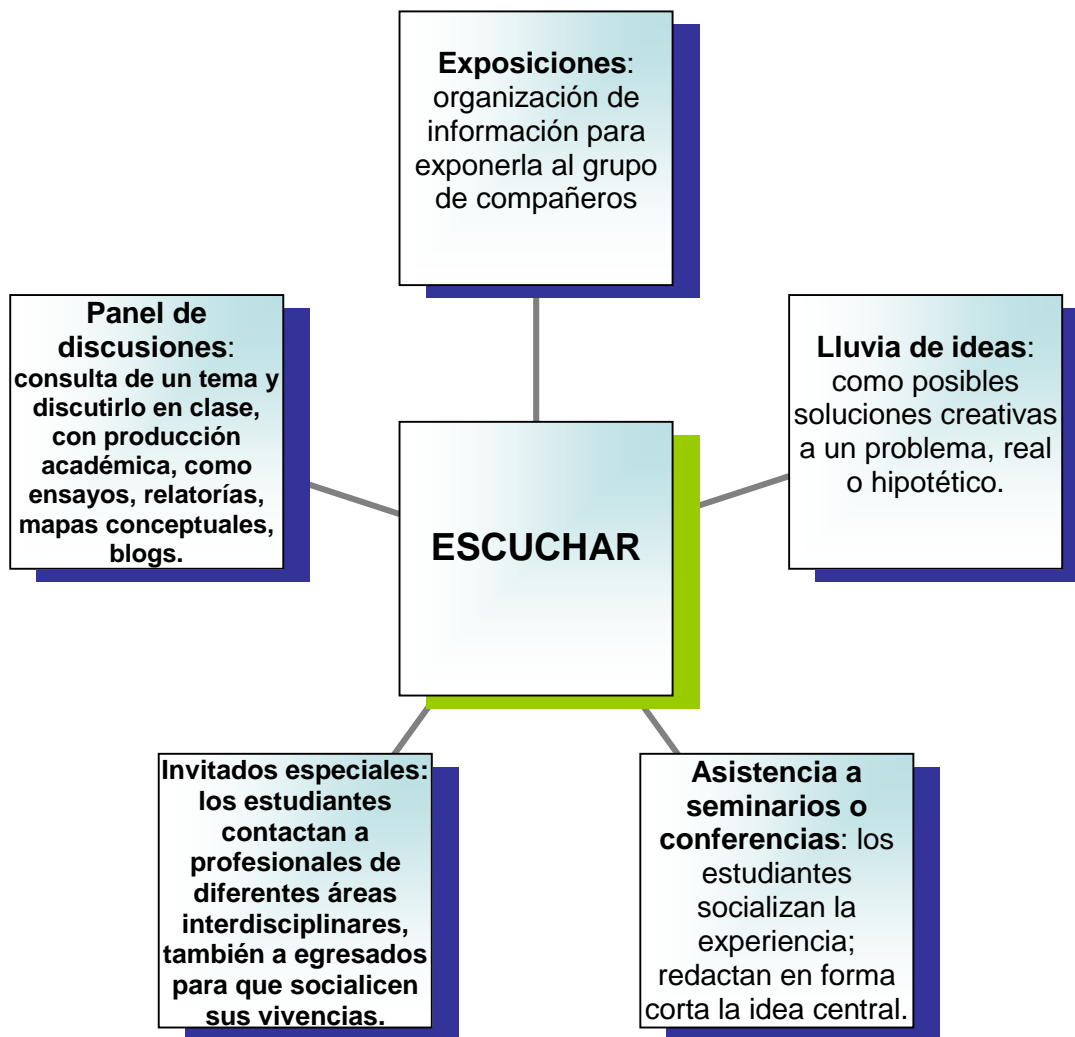 Exposiciones:
organización de
información para
exponerla al grupo
de compañeros
Panel de
discusiones:
consulta de un tema y
discutirlo en clase,
con producción
académica, como
ensayos, relatorías,
mapas conceptuales,
blogs.
Lluvia de ideas:
como posibles
soluciones creativas
a un problema, real
o hipotético.
ESCUCHAR
Invitados especiales:
los estudiantes
contactan a
profesionales de
diferentes áreas
interdisciplinares,
también a egresados
para que socialicen
sus vivencias.
Asistencia a
seminarios o
conferencias: los
estudiantes
socializan la
experiencia;
redactan en forma
corta la idea central.